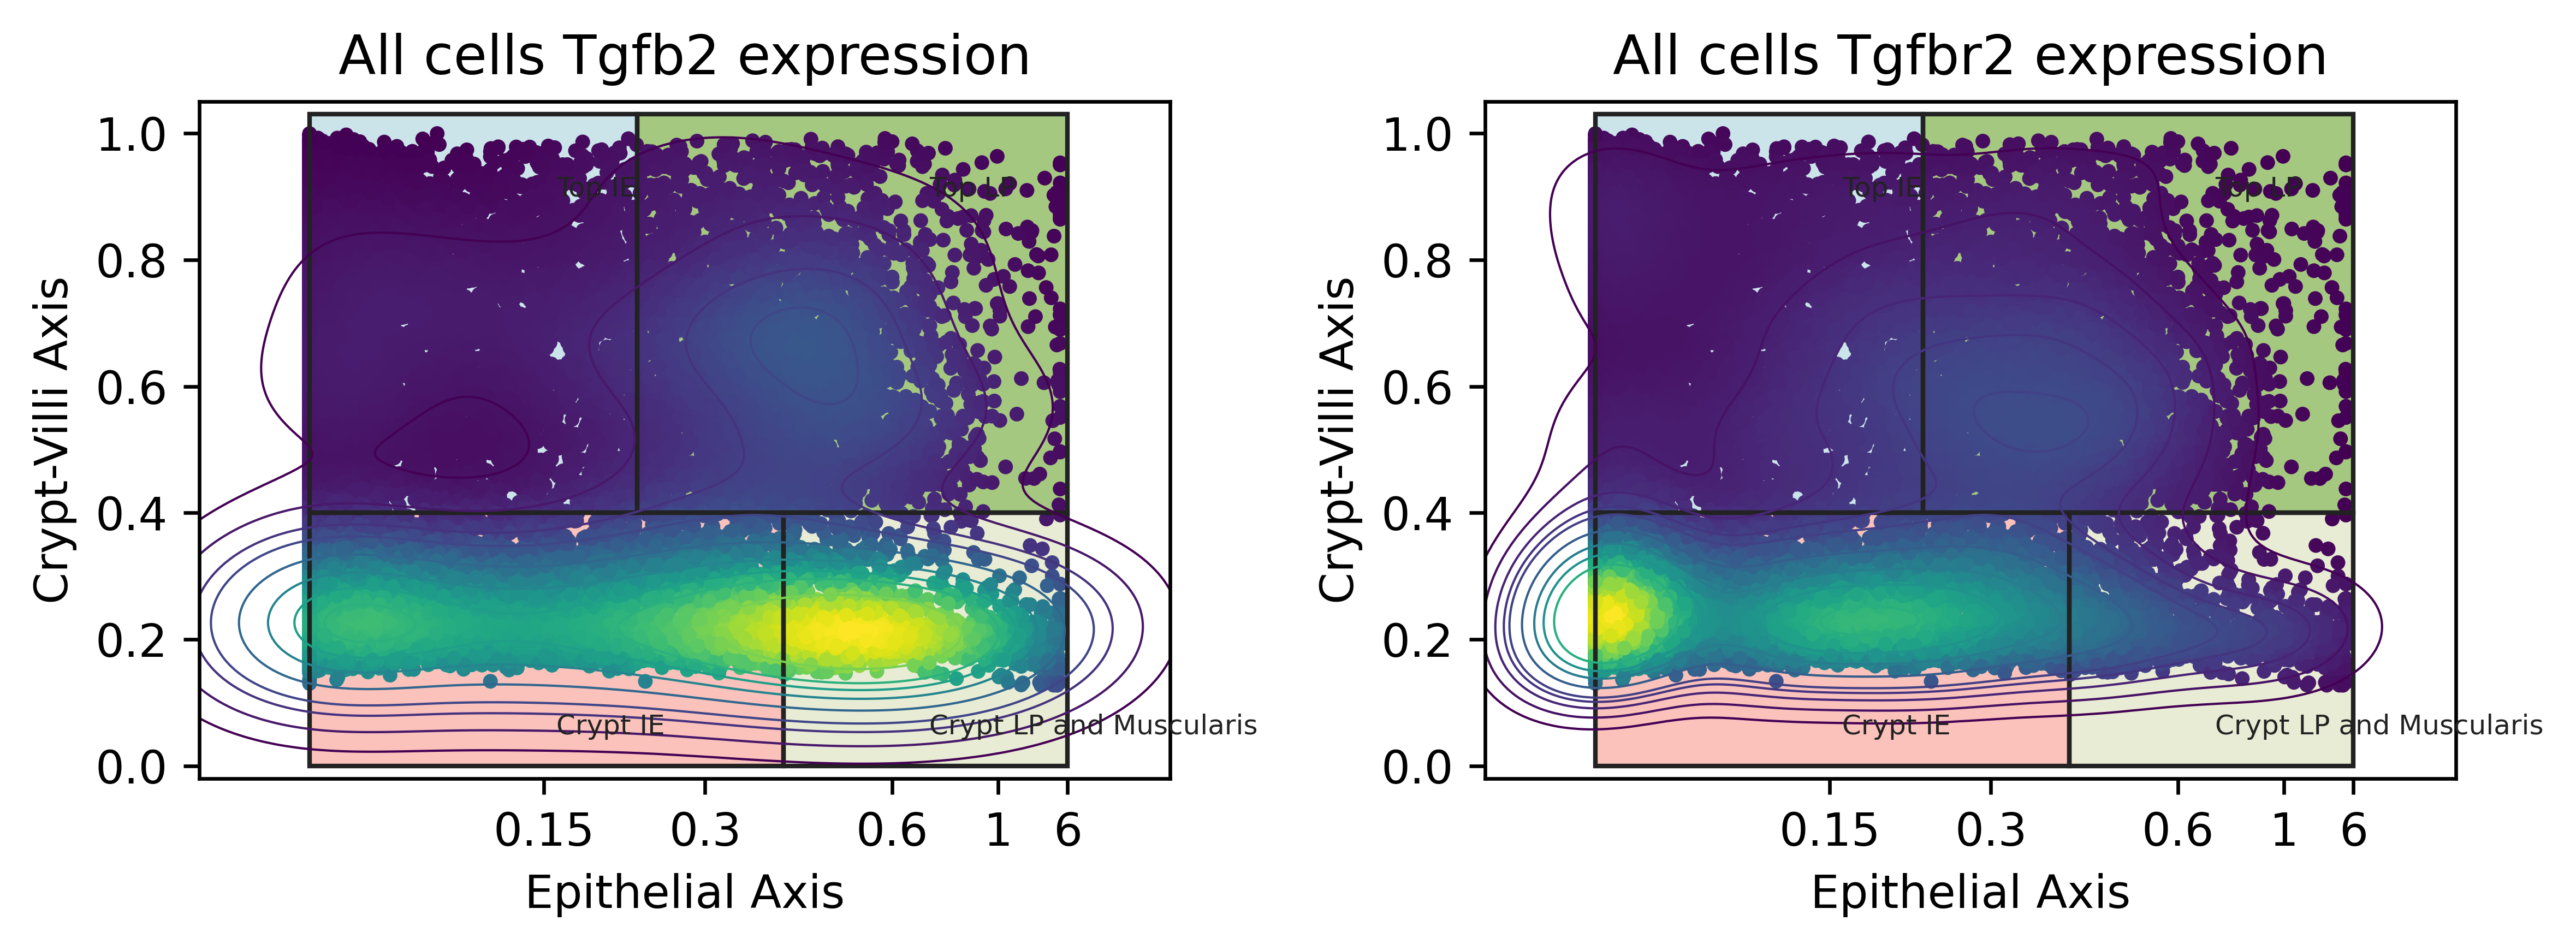 All cells Tgfb2 expression
1.0
0.8
0.6
0.4
0.2
0.0
Crypt-Villi Axis
Top IE
Top LP
Crypt IE
Crypt LP and Muscularis
0.15 0.3 0.6 1 6
Epithelial Axis
All cells Tgfbr2 expression
1.0
0.8
0.6
0.4
0.2
0.0
Crypt-Villi Axis
Top IE
Top LP
Crypt IE
Crypt LP and Muscularis
0.15 0.3 0.6 1 6
Epithelial Axis